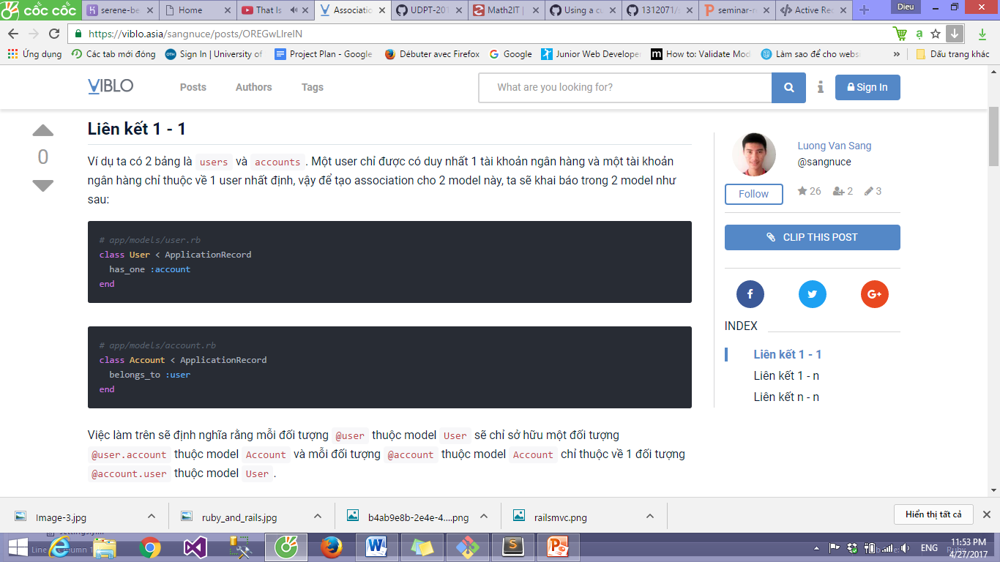 cốc cốc
serene-be
Home
That Is
Associatio
UDPT-201
Math2IT |
Using a cu
1312071/
seminar-r
Active Re
Dieu
https://viblo.asia/sangnuce/posts/OREGwLlreIN
Ứng dụng
Các tab mới đóng
Sign In | University of
Project Plan - Google
Débuter avec Firefox
Google
Junior Web Developer
How to: Validate Mod
Làm sao để cho webs
»
Dấu trang khác
VIBLO
Posts
Authors
Tags
What are you looking for?
Sign In
0
Liên kết 1 - 1
Ví dụ ta có 2 bảng là users và accounts . Một user chỉ được có duy nhất 1 tài khoản ngân hàng và một tài khoản
ngân hàng chỉ thuộc về 1 user nhất định, vậy để tạo association cho 2 model này, ta sẽ khai báo trong 2 model như
sau:
# app/models/user.rb
class User < ApplicationRecord
has_one :account
end
# app/models/account.rb
class Account < ApplicationRecord
belongs_to :user
end
Việc làm trên sẽ định nghĩa rằng mỗi đối tượng @user thuộc model User sẽ chỉ sở hữu một đối tượng
@user.account thuộc model Account và mỗi đối tượng @account thuộc model Account chỉ thuộc về 1 đối tượng
@account.user thuộc model User .
Luong Van Sang
@sangnuce
Follow
26
2
3
CLIP THIS POST
INDEX
Liên kết 1 - 1
Liên kết 1 - n
Liên kết n - n
Image-3.jpg
ruby_and_rails.jpg
b4ab9e8b-2e4e-4....png
railsmvc.png
Hiển thị tất cả
ENG
11:53 PM
4/27/2017